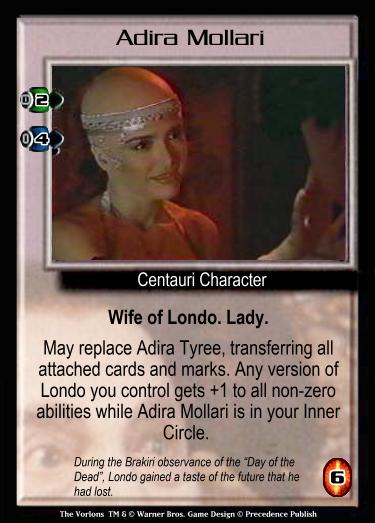 Adira Mollari
2
4
Centauri Character
Wife of Londo. Lady.
May replace Adira Tyree, transferring all
attached cards and marks. Any version of
Londo you control gets +1 to all non-zero
abilities while Adira Mollari is in your Inner
Circle.
During the Brakiri observance of the “Day of the
Dead”, Londo gained a taste of the future that he
had lost.
6
The Vorlons TM & © Warner Bros. Game Design © Precedence Publish